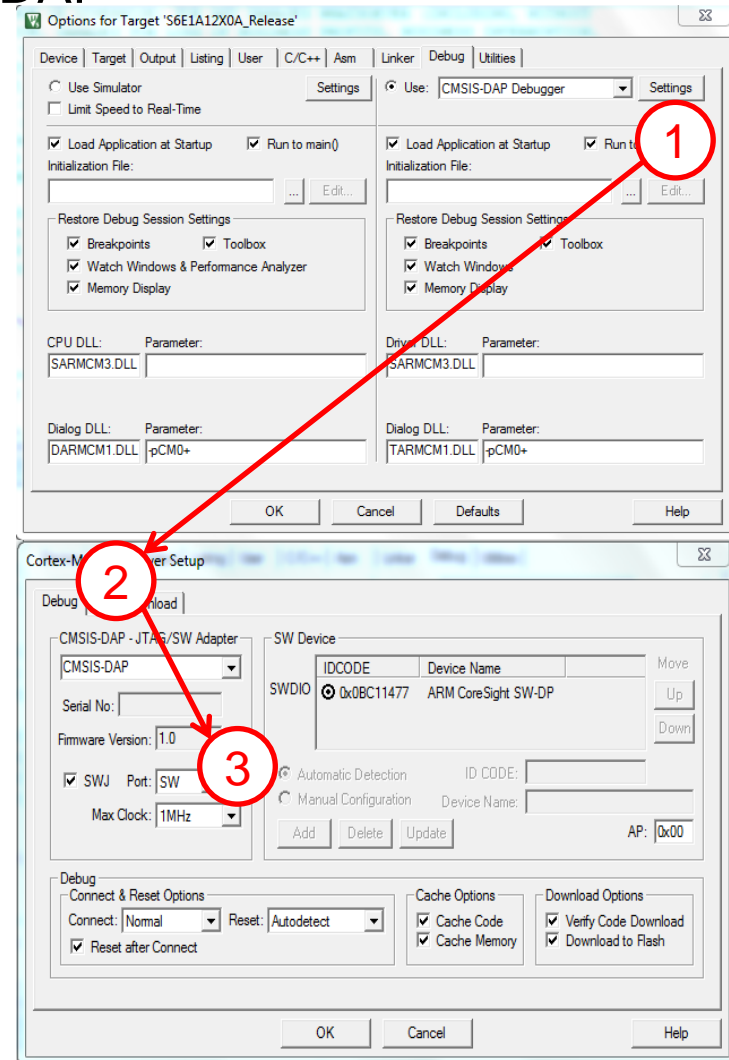 DAP
Options for Target 'S6E1A12X0A_Release'
Device Target Output Listing User C/C++ Asm Linker Debug Utilities
Use Simulator Settings Use: CMSIS-DAP Debugger Settings
Limit Speed to Real-Time
Load Application at Startup Run to main() Load Application at Startup Run
1
Initialization File: Initialization File:
... Edit... ... Edit...
Restore Debug Session Settings Restore Debug Session Settings
Breakpoints Toolbox Breakpoints Toolbox
Watch Windows & Performance Analyzer Watch Windows
Memory Display Memory Display
CPU DLL: Parameter: Driver DLL: Parameter:
SARMCM3.DLL SARMCM3.DLL
Dialog DLL: Parameter: Dialog DLL: Parameter:
DARMCM1.DLL -pCM0+ TARMCM1.DLL -pCM0+
OK Cancel Defaults Help
Cortex-M Setup
2
Debug
CMSIS-DAP - JTAG/SW Adapter SW Device
CMSIS-DAP IDCODE Device Name Move
SWDIO 0x0BC11477 ARM CoreSight SW-DP Up
Serial No:
Down
Firmware Version: 1.0
3
SWJ Port: SW Automatic Detection ID CODE:
Manual Configuration Device Name:
Max Clock: 1MHz
Add Delete Update AP: 0x00
Debug
Connect & Reset Options Cache Options Download Options
Connect: Normal Reset: Autodetect Cache Code Verify Code Download
Reset after Connect Cache Memory Download to Flash
OK Cancel Help